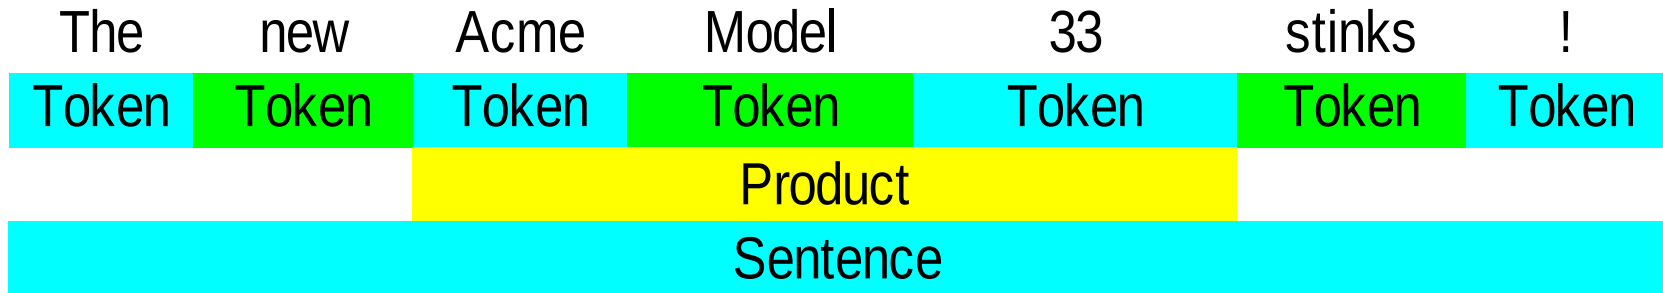 The new Acme Model 33 stinks !
Token Token Token Token Token Token Token
Product
Sentence